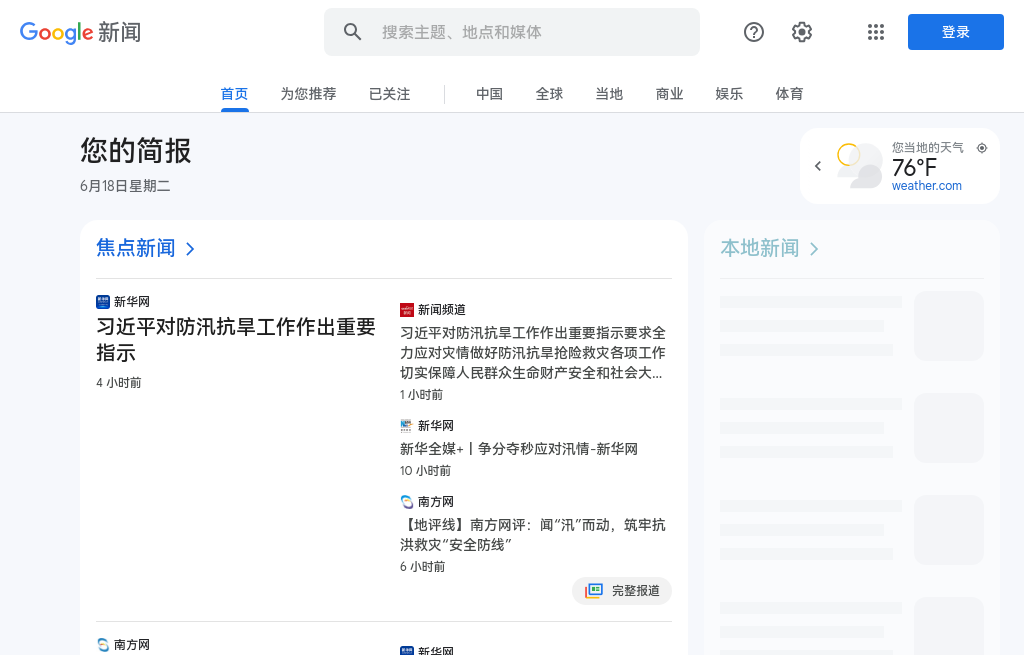 Google 新闻
搜索主题、地点和媒体
登录
首页
为您推荐
已关注
中国
全球
当地
商业
娱乐
体育
您的简报
6月18日星期二
您当地的天气
76°F
weather.com
焦点新闻
新华网
习近平对防汛抗旱工作作出重要
指示
4 小时前
新闻频道
习近平对防汛抗旱工作作出重要指示要求全
力应对灾情做好防汛抗旱抢险救灾各项工作
切实保障人民群众生命财产安全和社会大…
1 小时前
新华网
新华全媒+丨争分夺秒应对汛情-新华网
10 小时前
南方网
【地评线】南方网评：闻“汛”而动，筑牢抗
洪救灾“安全防线”
6 小时前
完整报道
南方网
新华网
本地新闻